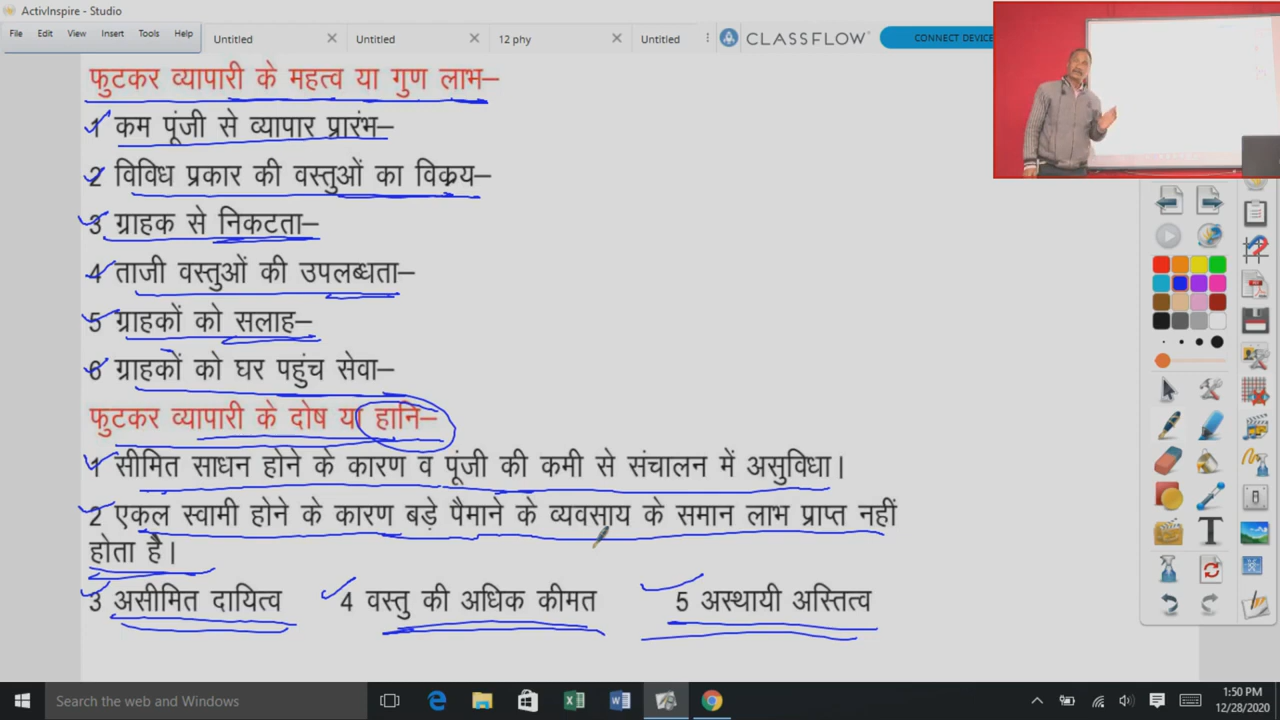 ActivInspire - Studio
File Edit View Insert Tools Help
Untitled Untitled 12 phy Untitled CLASSFLOW CONNECT DEVICE
फुटकर व्यापारी के महत्व या गुण लाभ–
1 कम पूंजी से व्यापार प्रारंभ–
2 विविध प्रकार की वस्तुओं का विक्रय–
3 ग्राहक से निकटता–
4 ताजी वस्तुओं की उपलब्धता–
5 ग्राहकों को सलाह–
6 ग्राहकों को घर पहुंच सेवा–
फुटकर व्यापारी के दोष या हानि–
1 सीमित साधन होने के कारण व पूंजी की कमी से संचालन में असुविधा।
2 एकल स्वामी होने के कारण बड़े पैमाने के व्यवसाय के समान लाभ प्राप्त नहीं
होता है।
3 असीमित दायित्व 4 वस्तु की अधिक कीमत 5 अस्थायी अस्तित्व
Search the web and Windows
1:50 PM
12/28/2020